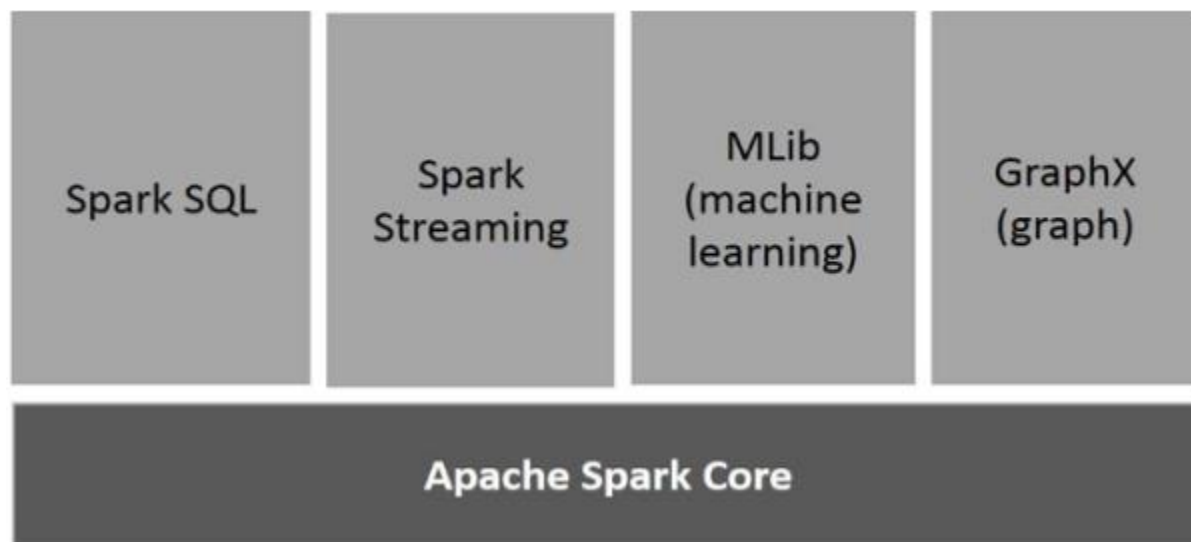 Spark SQL
Spark
Streaming
MLib
(machine
learning)
GraphX
(graph)
Apache Spark Core